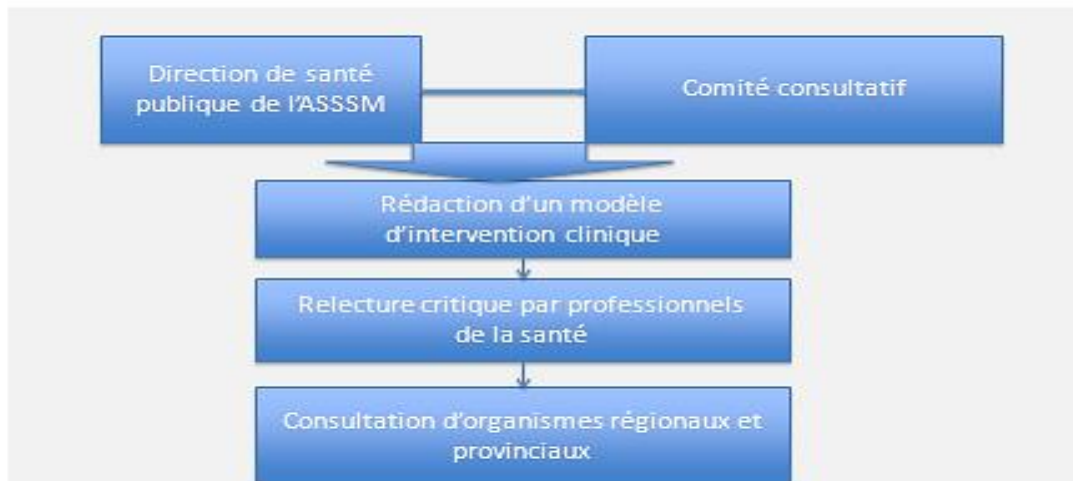 Direction de santé
publique de l'ASSSM
Comité consultatif
Rédaction d'un modèle
d'intervention clinique
Relecture critique par professionnels
de la santé
Consultation d'organismes régionaux et
provinciaux